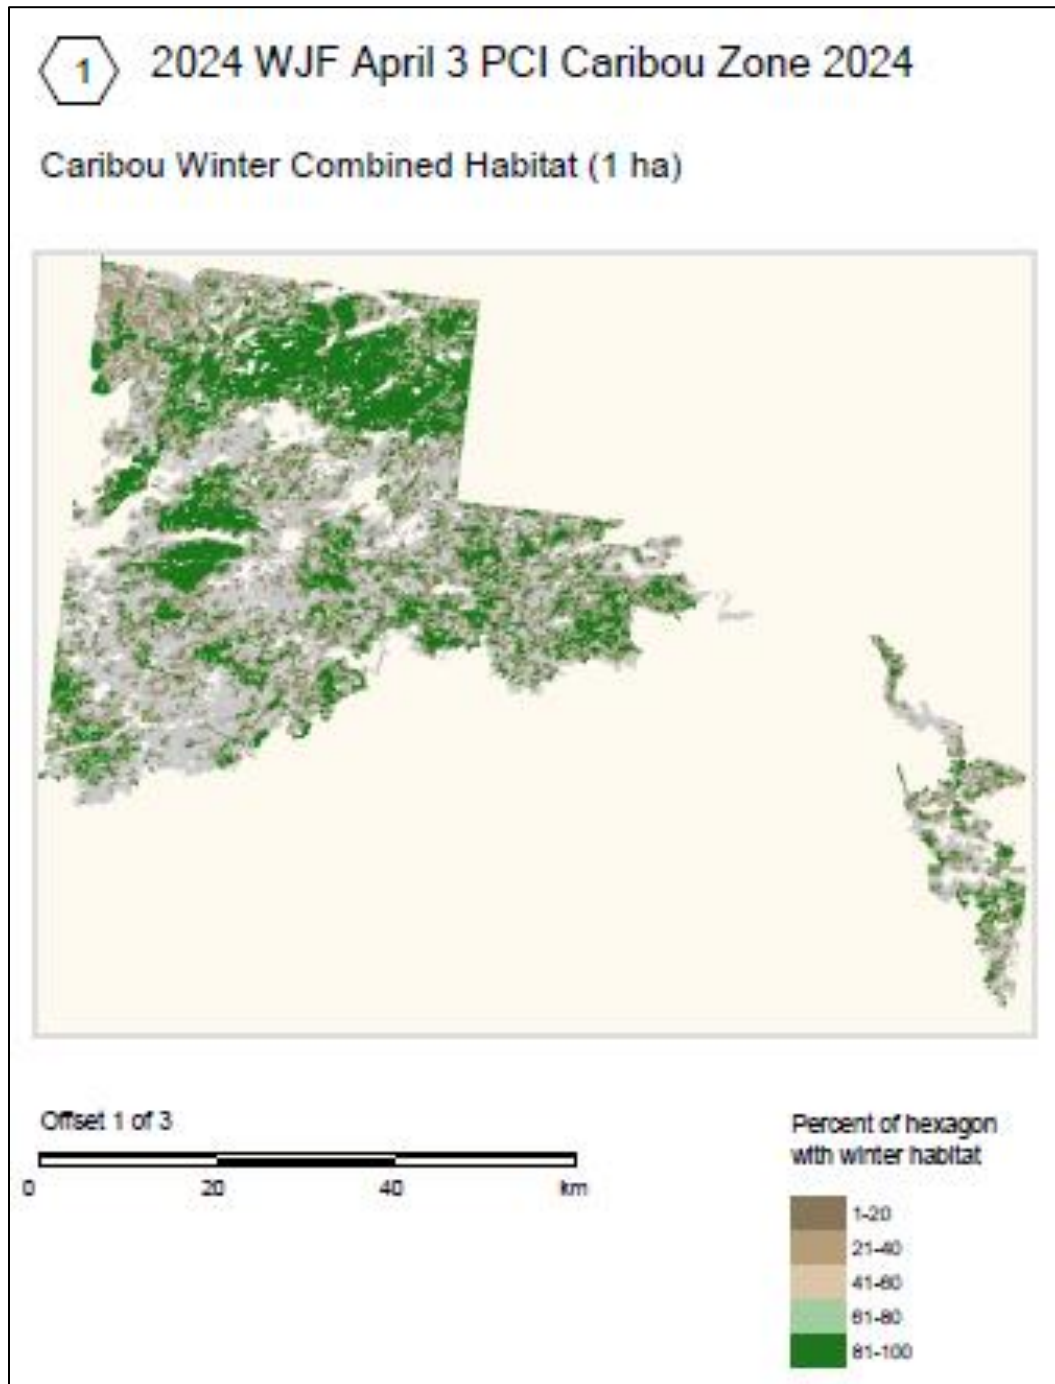 1 2024 WJF April 3 PCI Caribou Zone 2024
Caribou Winter Combined Habitat (1 ha)
Offset 1 of 3
0 20 40 km
Percent of hexagon
with winter habitat
1-20
21-40
41-60
61-80
81-100